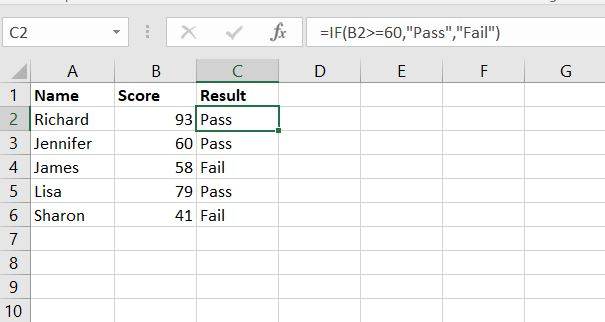 C2 fx =IF(B2>=60,"Pass","Fail")
A B C D E F G
1 Name Score Result
2 Richard 93 Pass
3 Jennifer 60 Pass
4 James 58 Fail
5 Lisa 79 Pass
6 Sharon 41 Fail
7
8
9
10